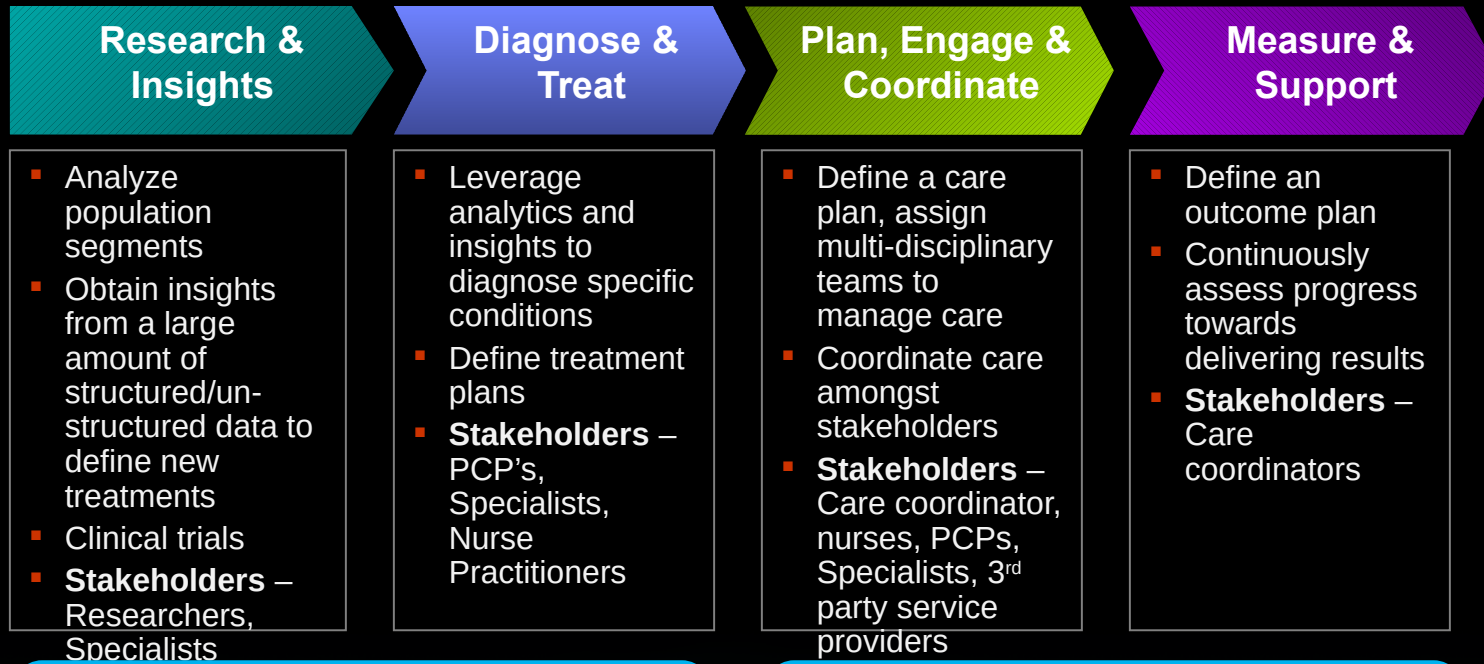 Research &
Insights
Diagnose &
Treat
Plan, Engage &
Coordinate
Measure &
Support
Analyze
population
segments
Obtain insights
from a large
amount of
structured/un-
structured data to
define new
treatments
Clinical trials
Stakeholders –
Researchers,
Specialists
Leverage
analytics and
insights to
diagnose specific
conditions
Define treatment
plans
Stakeholders –
PCP’s,
Specialists,
Nurse
Practitioners
Define a care
plan, assign
multi-disciplinary
teams to
manage care
Coordinate care
amongst
stakeholders
Stakeholders –
Care coordinator,
nurses, PCPs,
Specialists, 3rd
party service
providers
Define an
outcome plan
Continuously
assess progress
towards
delivering results
Stakeholders –
Care
coordinators